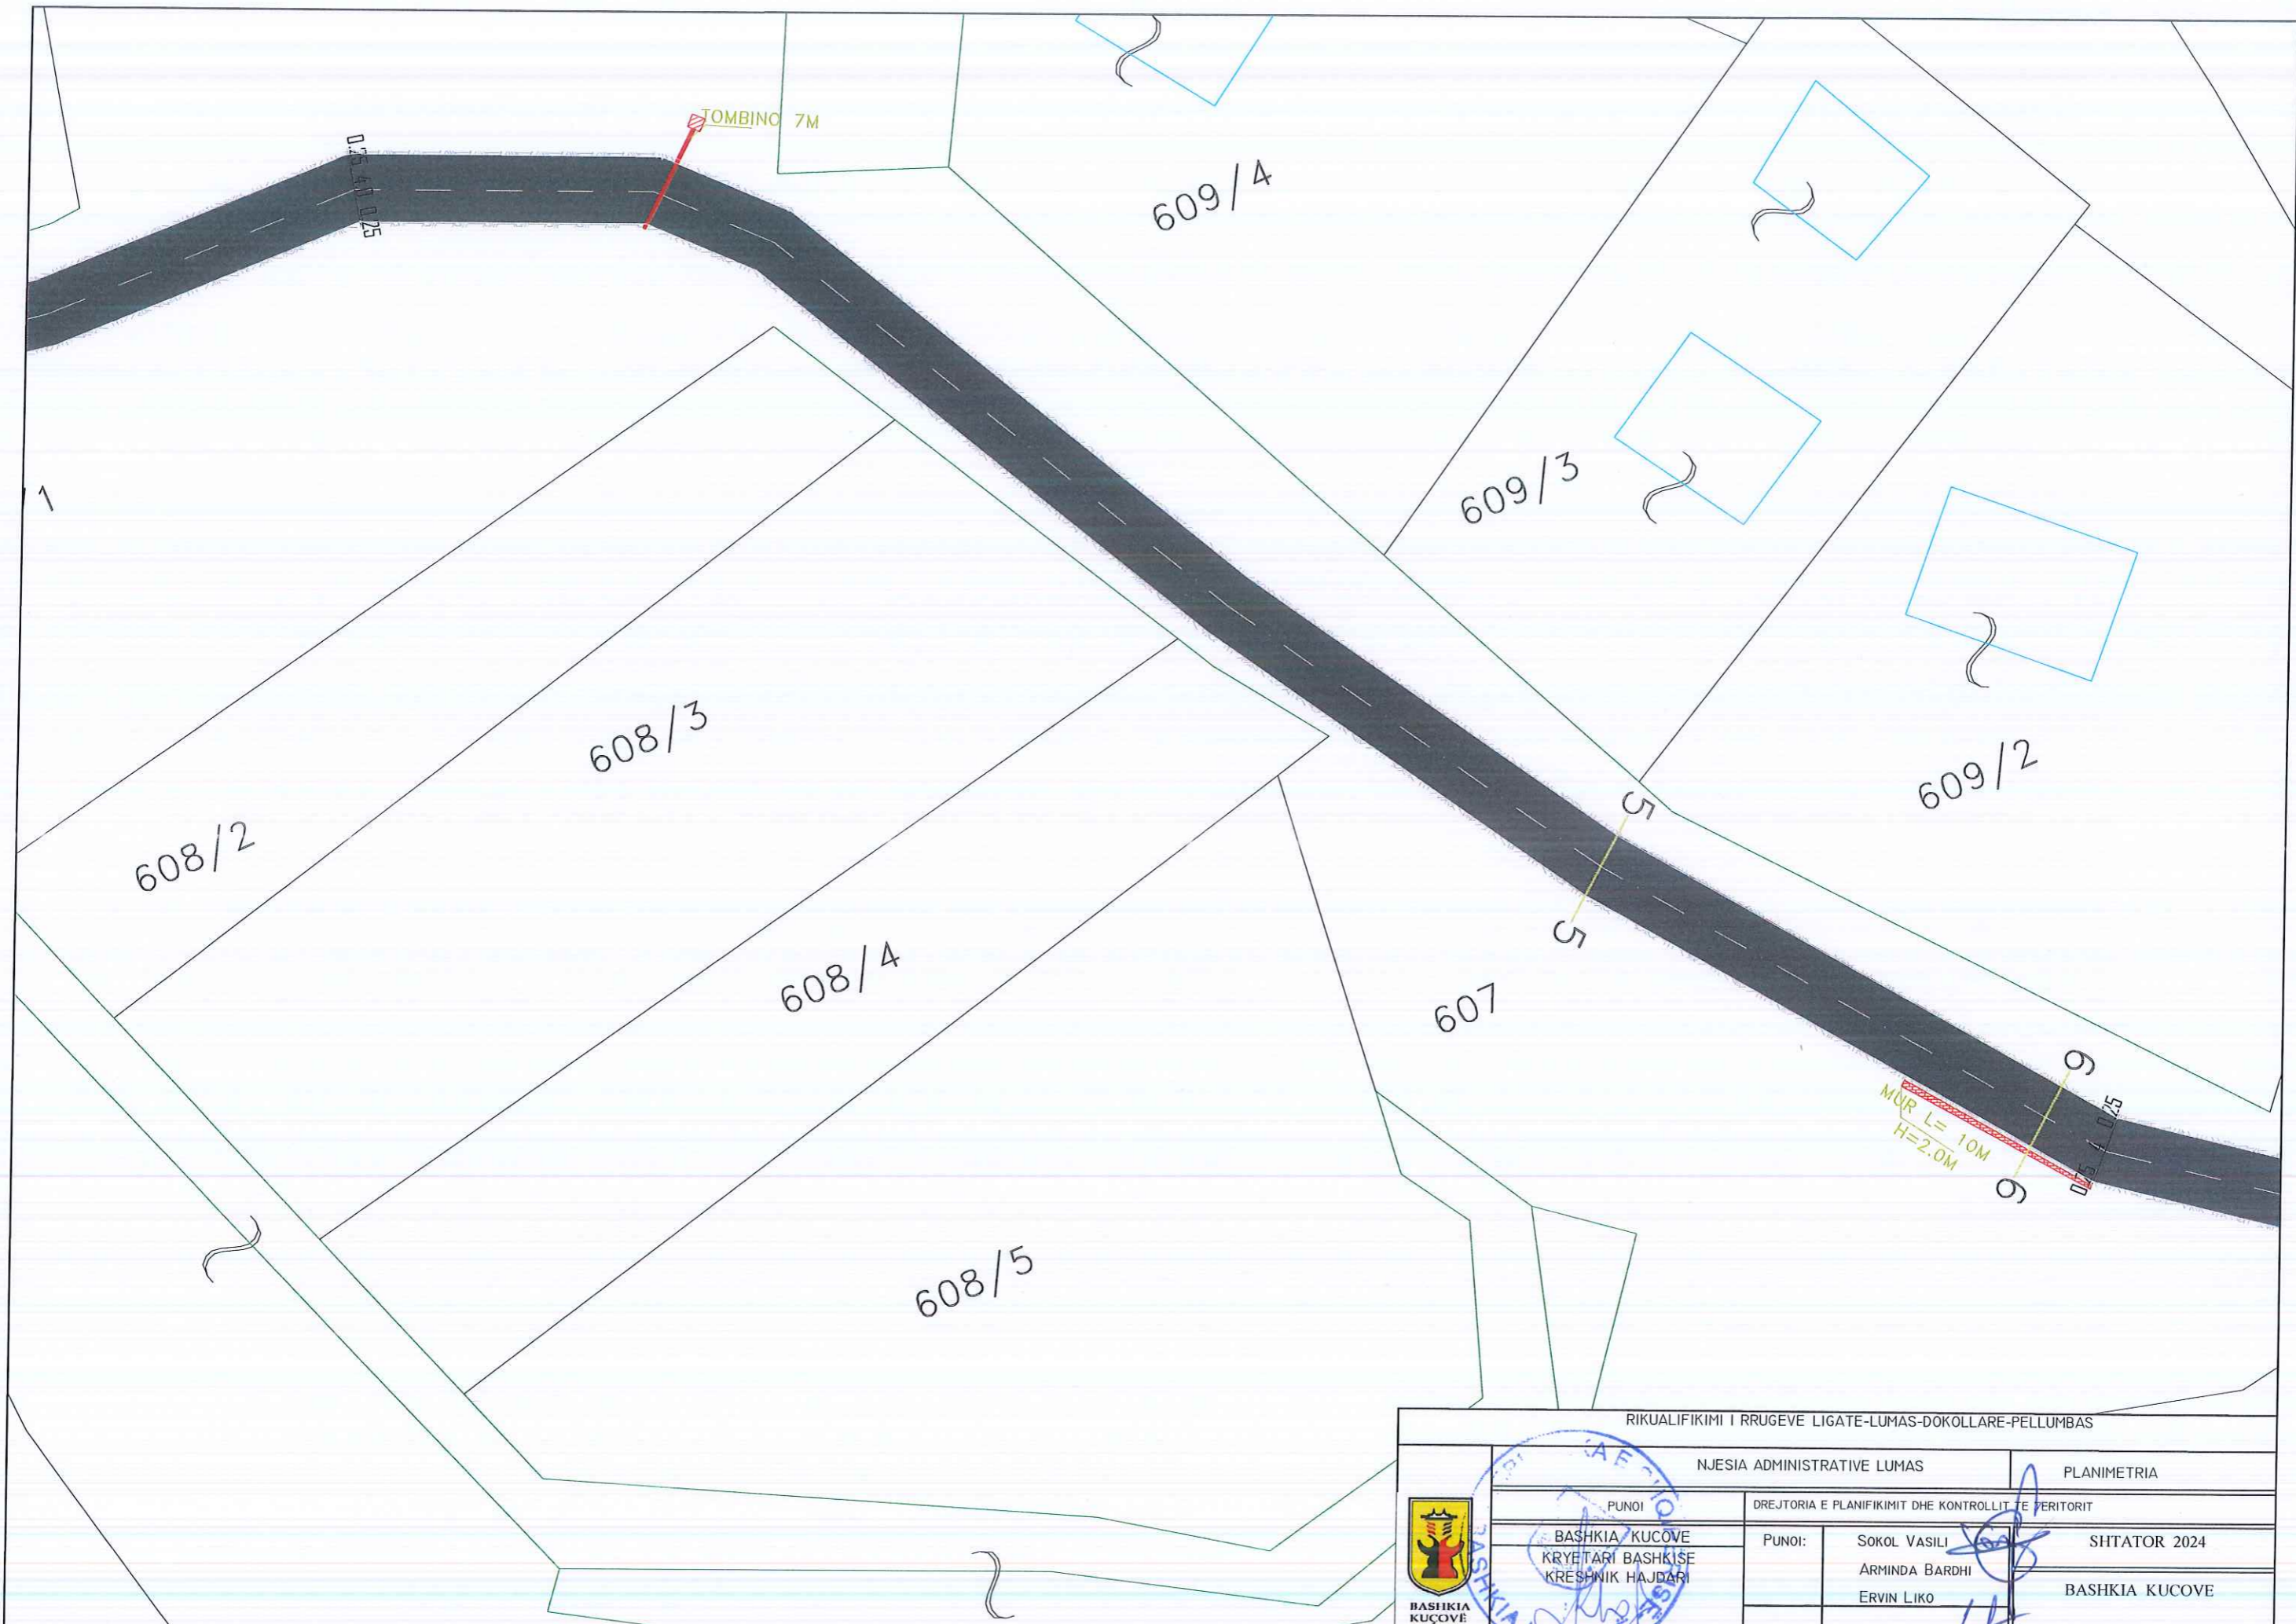 TOMBINO 7M
0.25 4.0 0.25
609/4
1
609/3
608/3
609/2
608/2
5
5
608/4
607
6
0.25 4 0.25
MUR L= 10M
H=2.0M
6
608/5
RIKUALIFIKIMI I RRUGEVE LIGATE-LUMAS-DOKOLLARE-PELLUMBAS
NJESIA ADMINISTRATIVE LUMAS
PLANIMETRIA
PUNOI
DREJTORIA E PLANIFIKIMIT DHE KONTROLLIT TE TERITORIT
BASHKIA KUCOVE
KRYETARI BASHKISE
KRESHNIK HAJDARI
PUNOI:
SOKOL VASILI
ARMINDA BARDHI
ERVIN LIKO
SHTATOR 2024
BASHKIA KUCOVE
BASHKIA
KUÇOVË